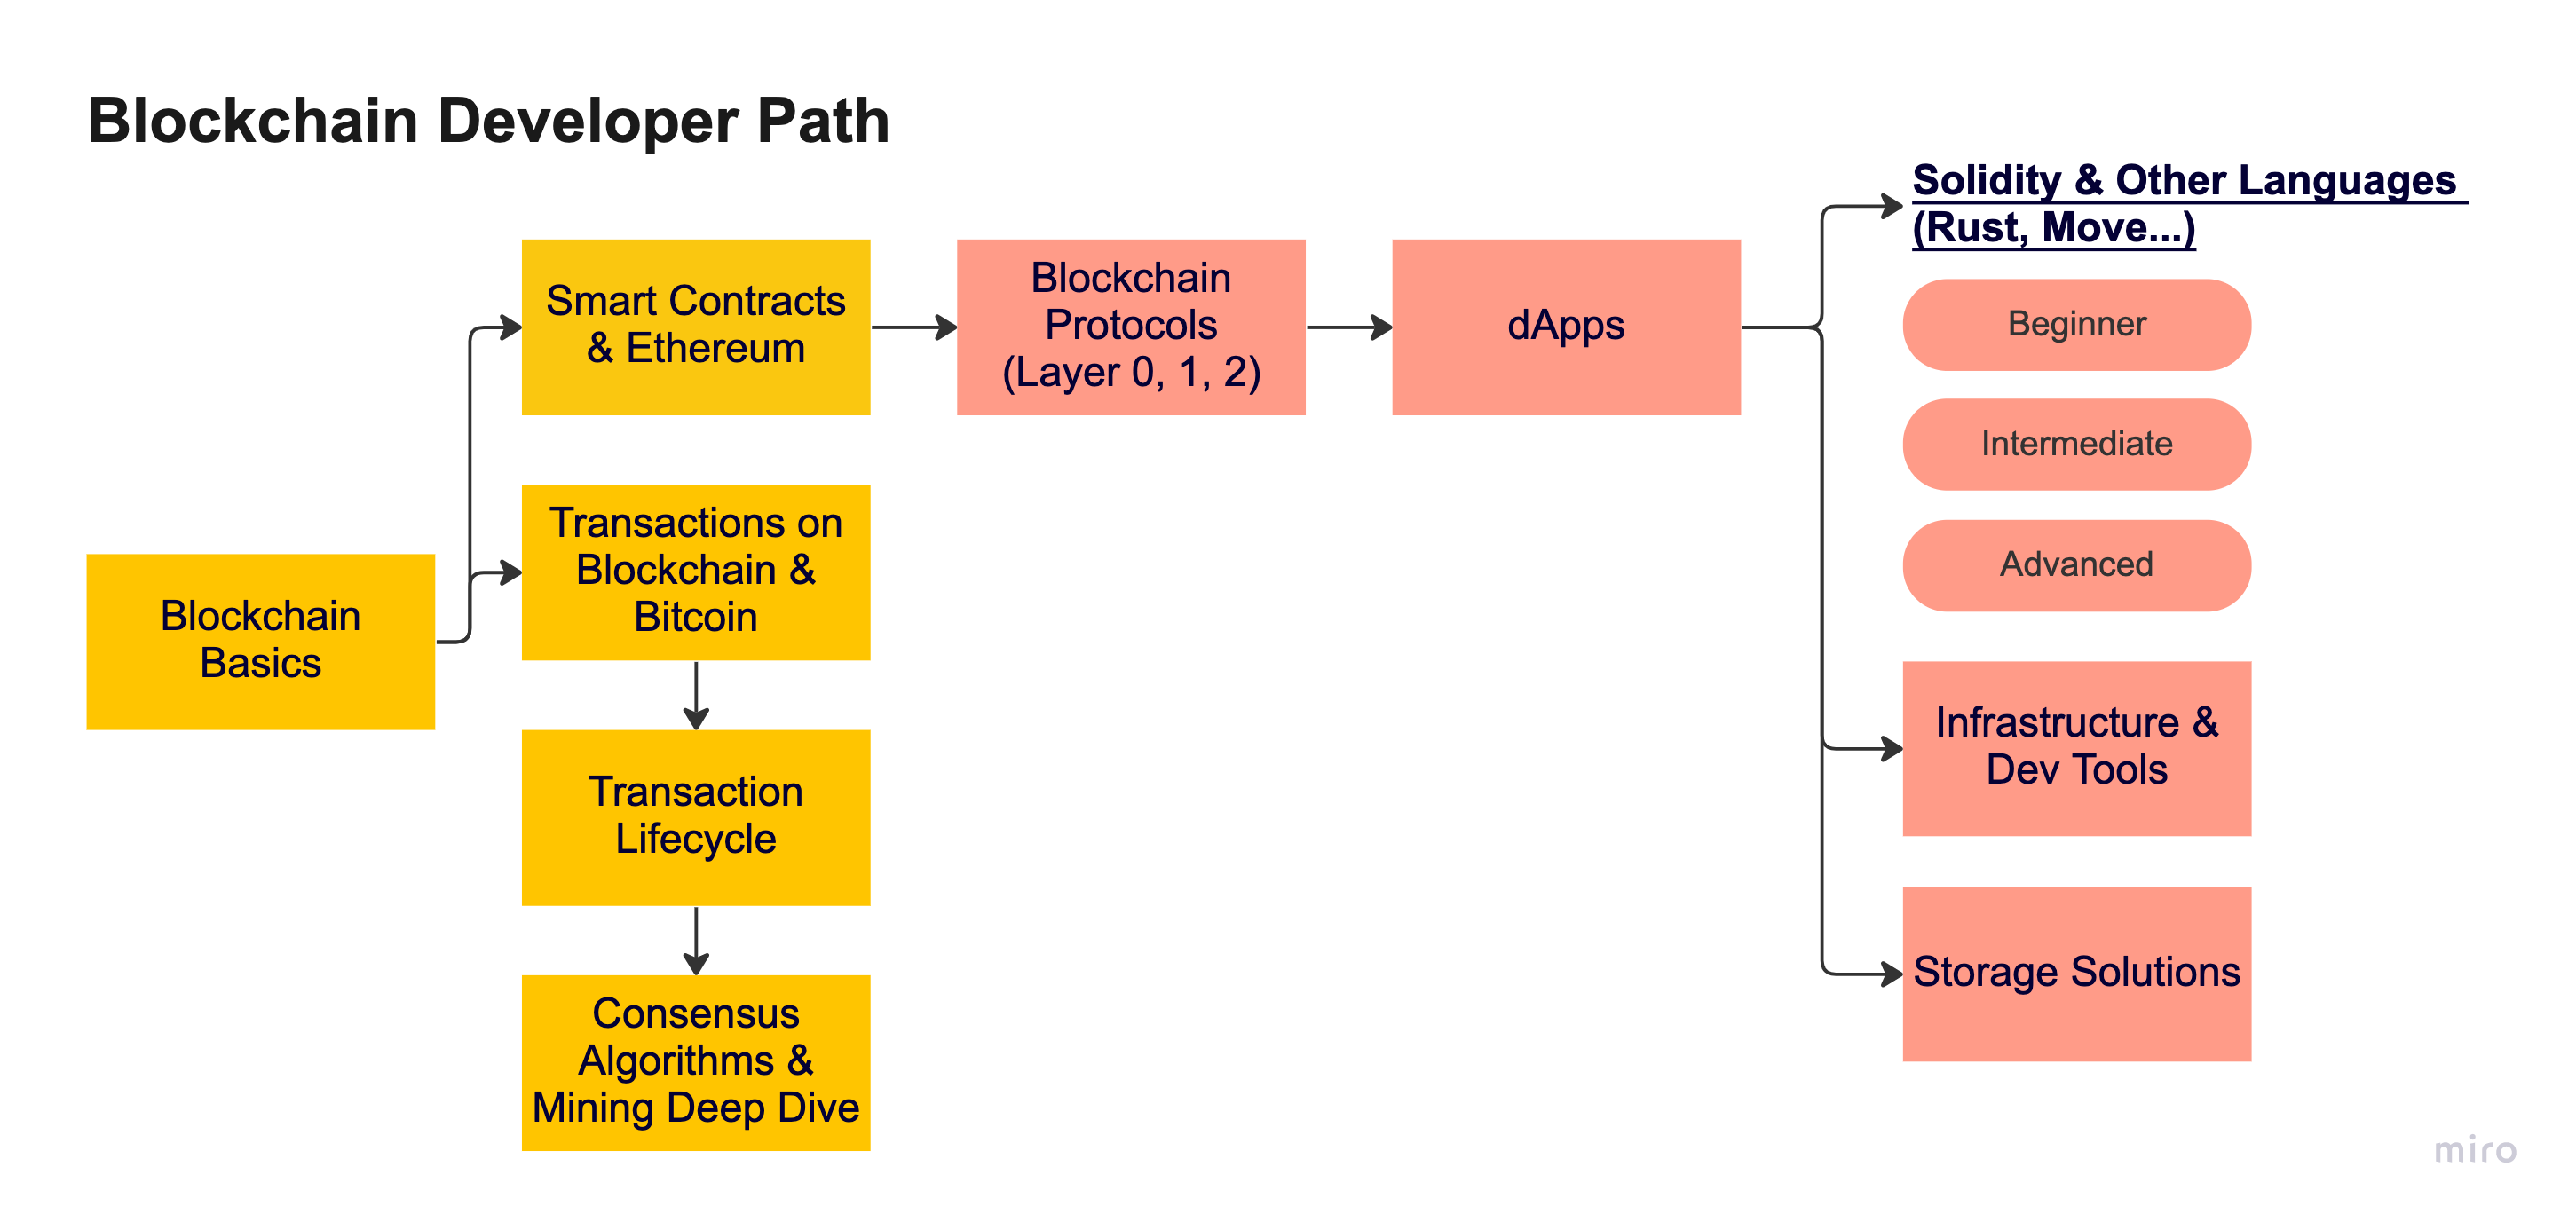 Blockchain Developer Path
Solidity & Other Languages
(Rust, Move...)
Smart Contracts
& Ethereum
Blockchain
Protocols
(Layer 0, 1, 2)
dApps
Beginner
Intermediate
Advanced
Transactions on
Blockchain &
Bitcoin
Blockchain
Basics
Infrastructure &
Dev Tools
Transaction
Lifecycle
Storage Solutions
Consensus
Algorithms &
Mining Deep Dive
miro